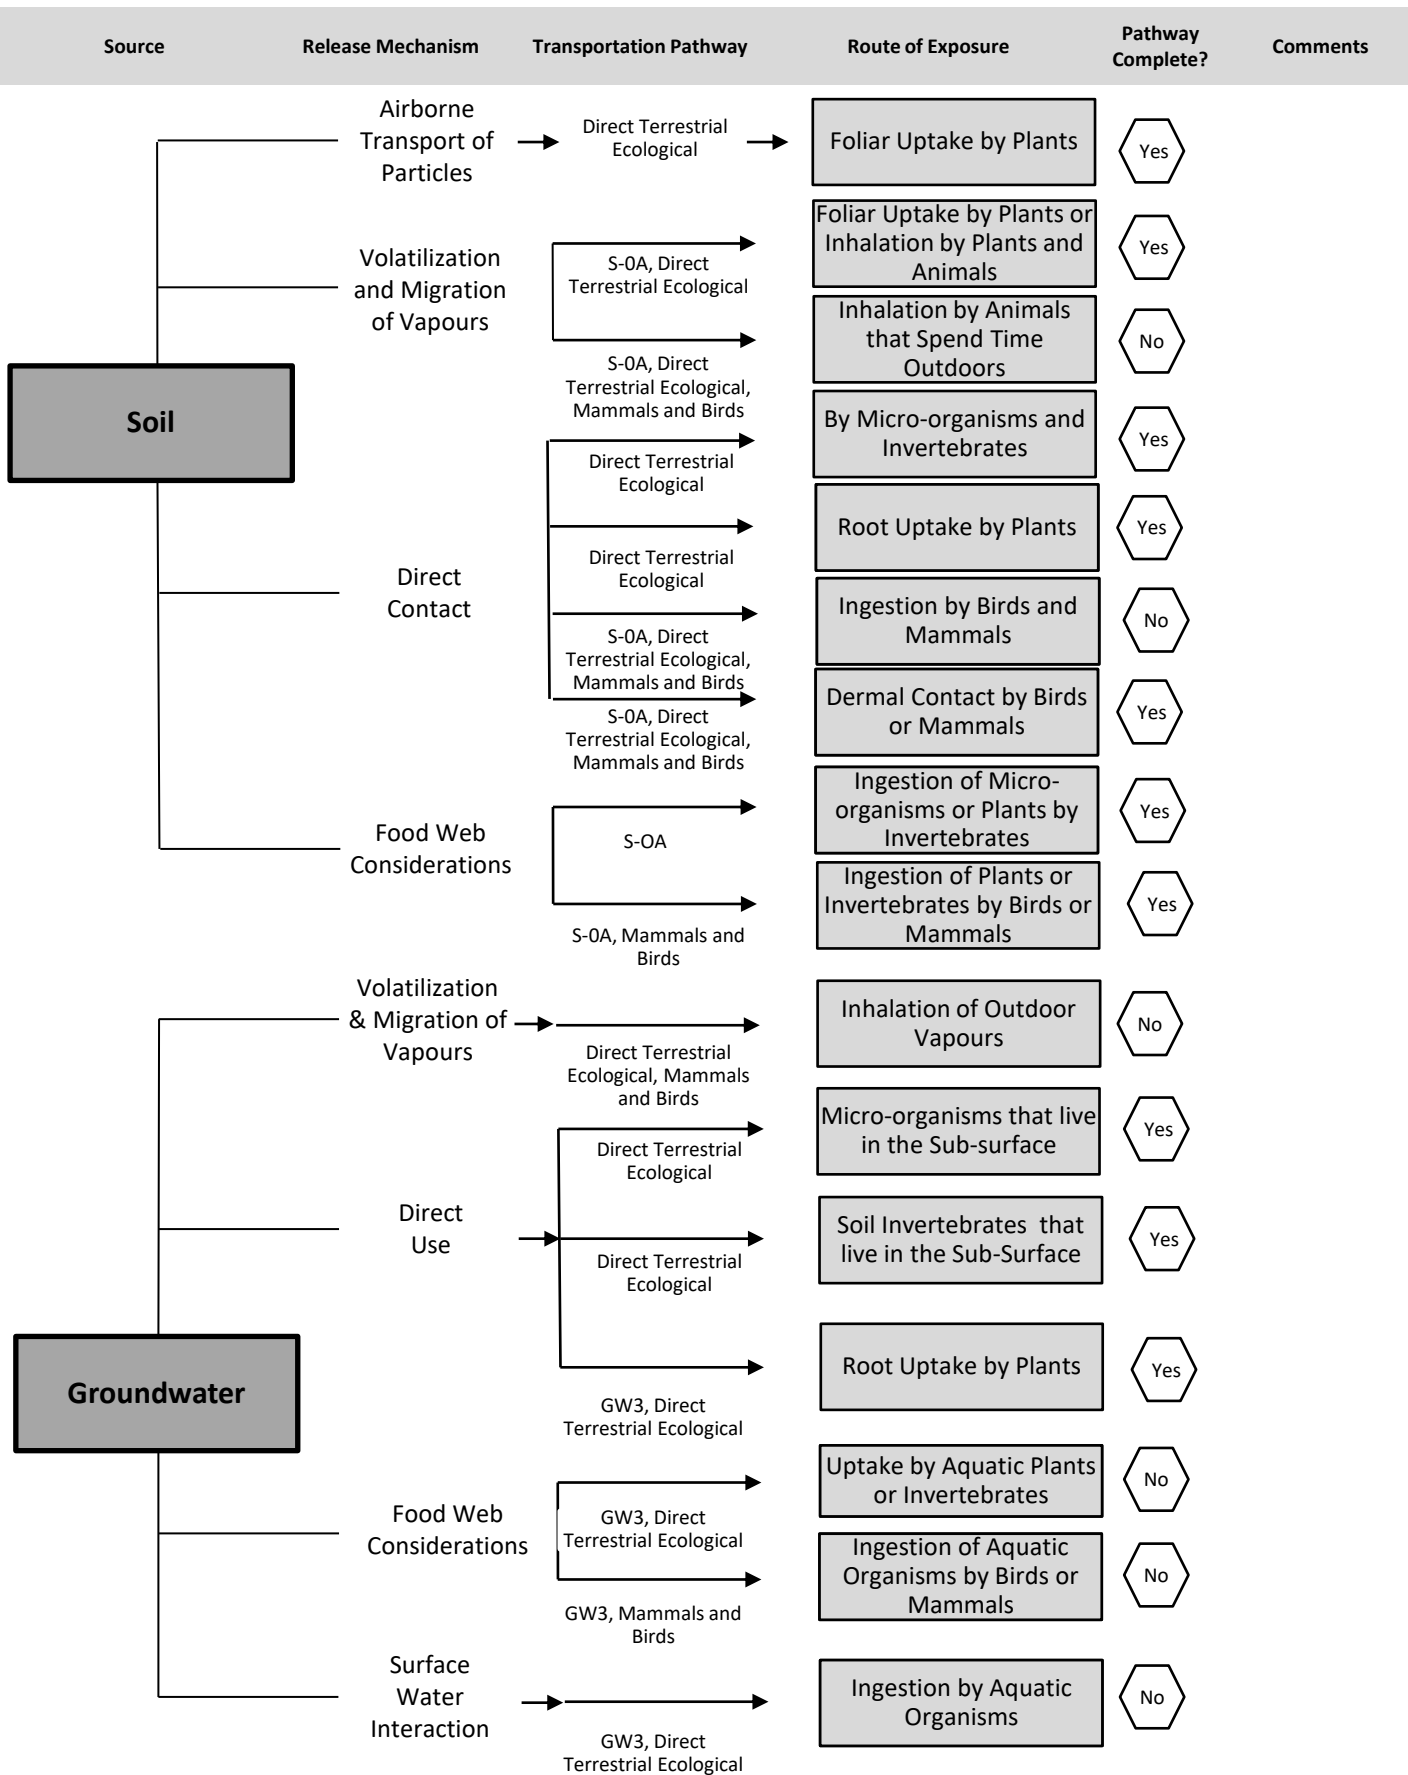 Source
Release Mechanism
Transportation Pathway
Route of Exposure
Pathway
Complete?
Comments
Soil
Airborne
Transport of
Particles
Direct Terrestrial
Ecological
Foliar Uptake by Plants
Yes
Volatilization
and Migration
of Vapours
S-0A, Direct
Terrestrial Ecological
Foliar Uptake by Plants or
Inhalation by Plants and
Animals
Yes
S-0A, Direct
Terrestrial Ecological,
Mammals and Birds
Inhalation by Animals
that Spend Time
Outdoors
No
Direct
Contact
Direct Terrestrial
Ecological
By Micro-organisms and
Invertebrates
Yes
Direct Terrestrial
Ecological
Root Uptake by Plants
Yes
S-0A, Direct
Terrestrial Ecological,
Mammals and Birds
Ingestion by Birds and
Mammals
No
S-0A, Direct
Terrestrial Ecological,
Mammals and Birds
Dermal Contact by Birds
or Mammals
Yes
Food Web
Considerations
S-OA
Ingestion of Micro-
organisms or Plants by
Invertebrates
Yes
S-0A, Mammals and
Birds
Ingestion of Plants or
Invertebrates by Birds or
Mammals
Yes
Groundwater
Volatilization
& Migration of
Vapours
Direct Terrestrial
Ecological, Mammals
and Birds
Inhalation of Outdoor
Vapours
No
Direct
Use
Direct Terrestrial
Ecological
Micro-organisms that live
in the Sub-surface
Yes
Direct Terrestrial
Ecological
Soil Invertebrates  that
live in the Sub-Surface
Yes
GW3, Direct
Terrestrial Ecological
Root Uptake by Plants
Yes
Food Web
Considerations
GW3, Direct
Terrestrial Ecological
Uptake by Aquatic Plants
or Invertebrates
No
GW3, Mammals and
Birds
Ingestion of Aquatic
Organisms by Birds or
Mammals
No
Surface
Water
Interaction
GW3, Direct
Terrestrial Ecological
Ingestion by Aquatic
Organisms
No